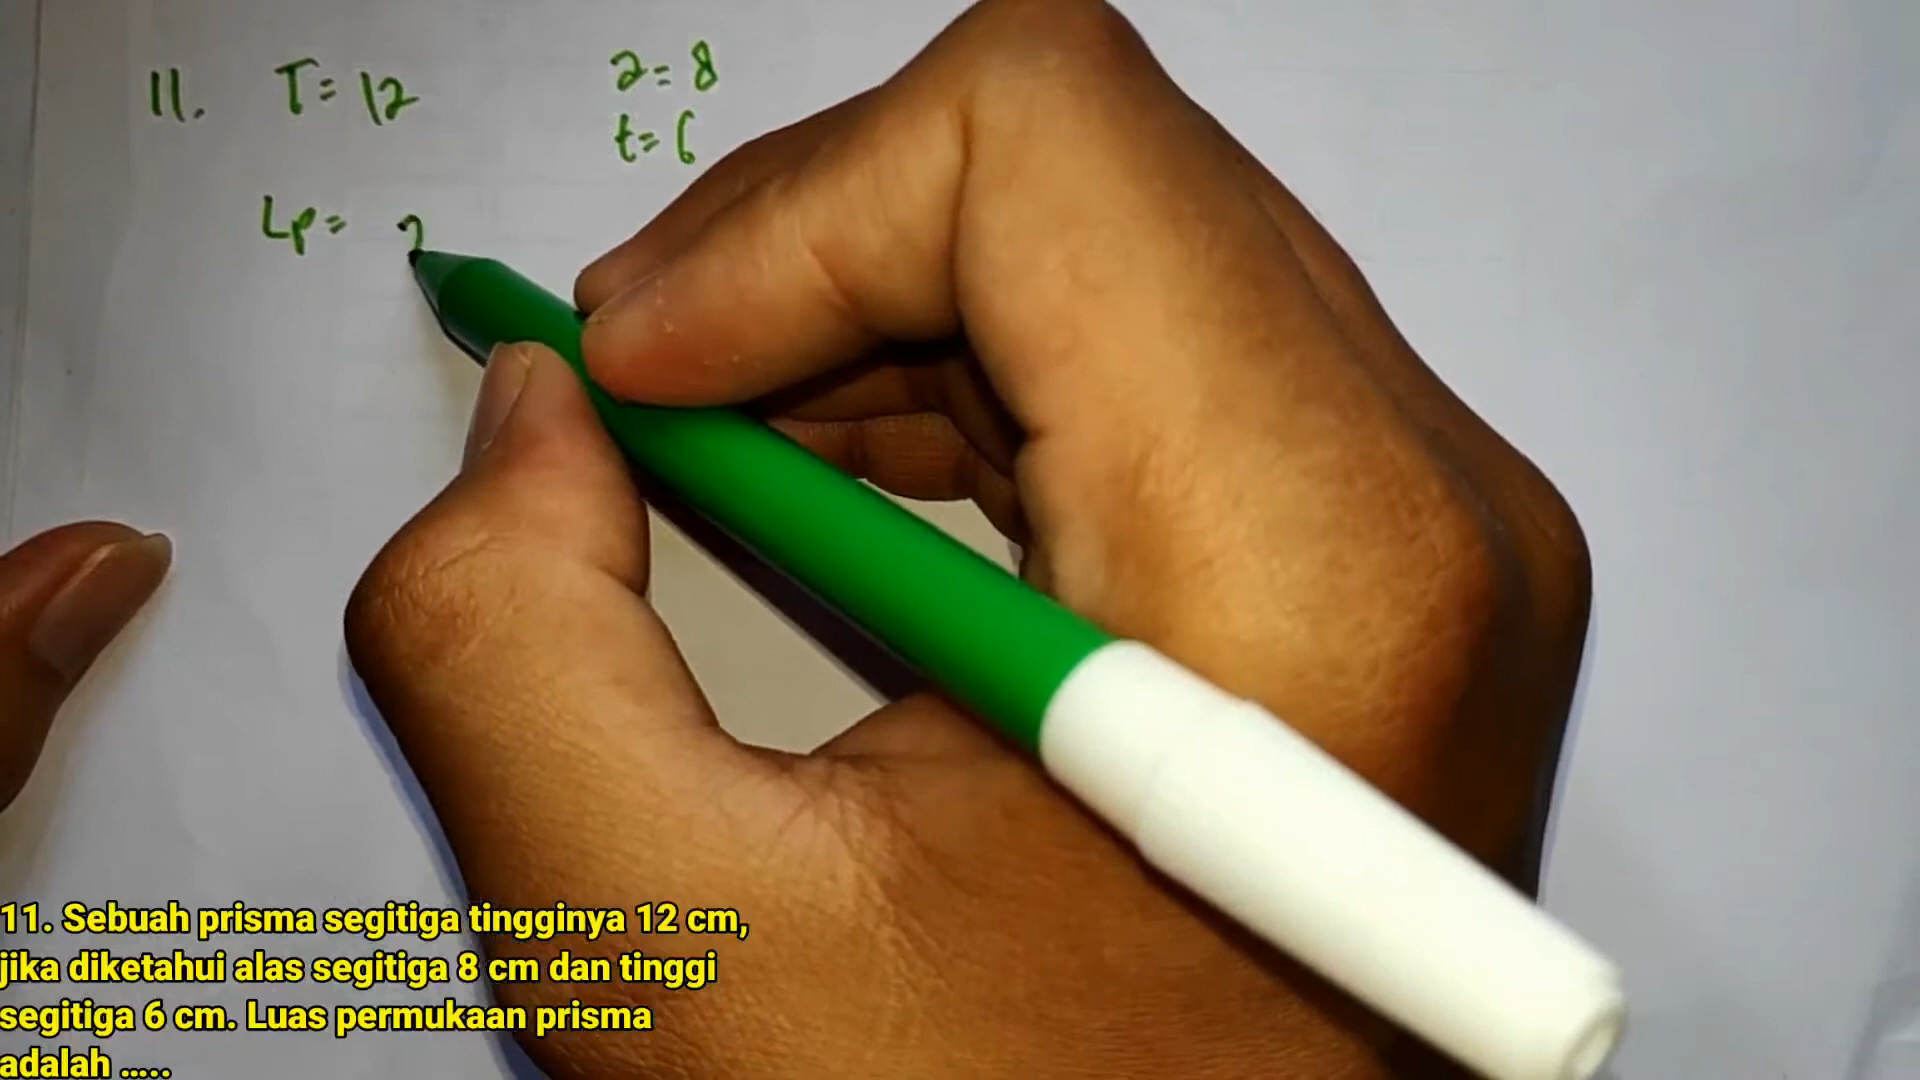 11. T = 12 a = 8
t = 6
Lp =
11. Sebuah prisma segitiga tingginya 12 cm,
jika diketahui alas segitiga 8 cm dan tinggi
segitiga 6 cm. Luas permukaan prisma
adalah .....